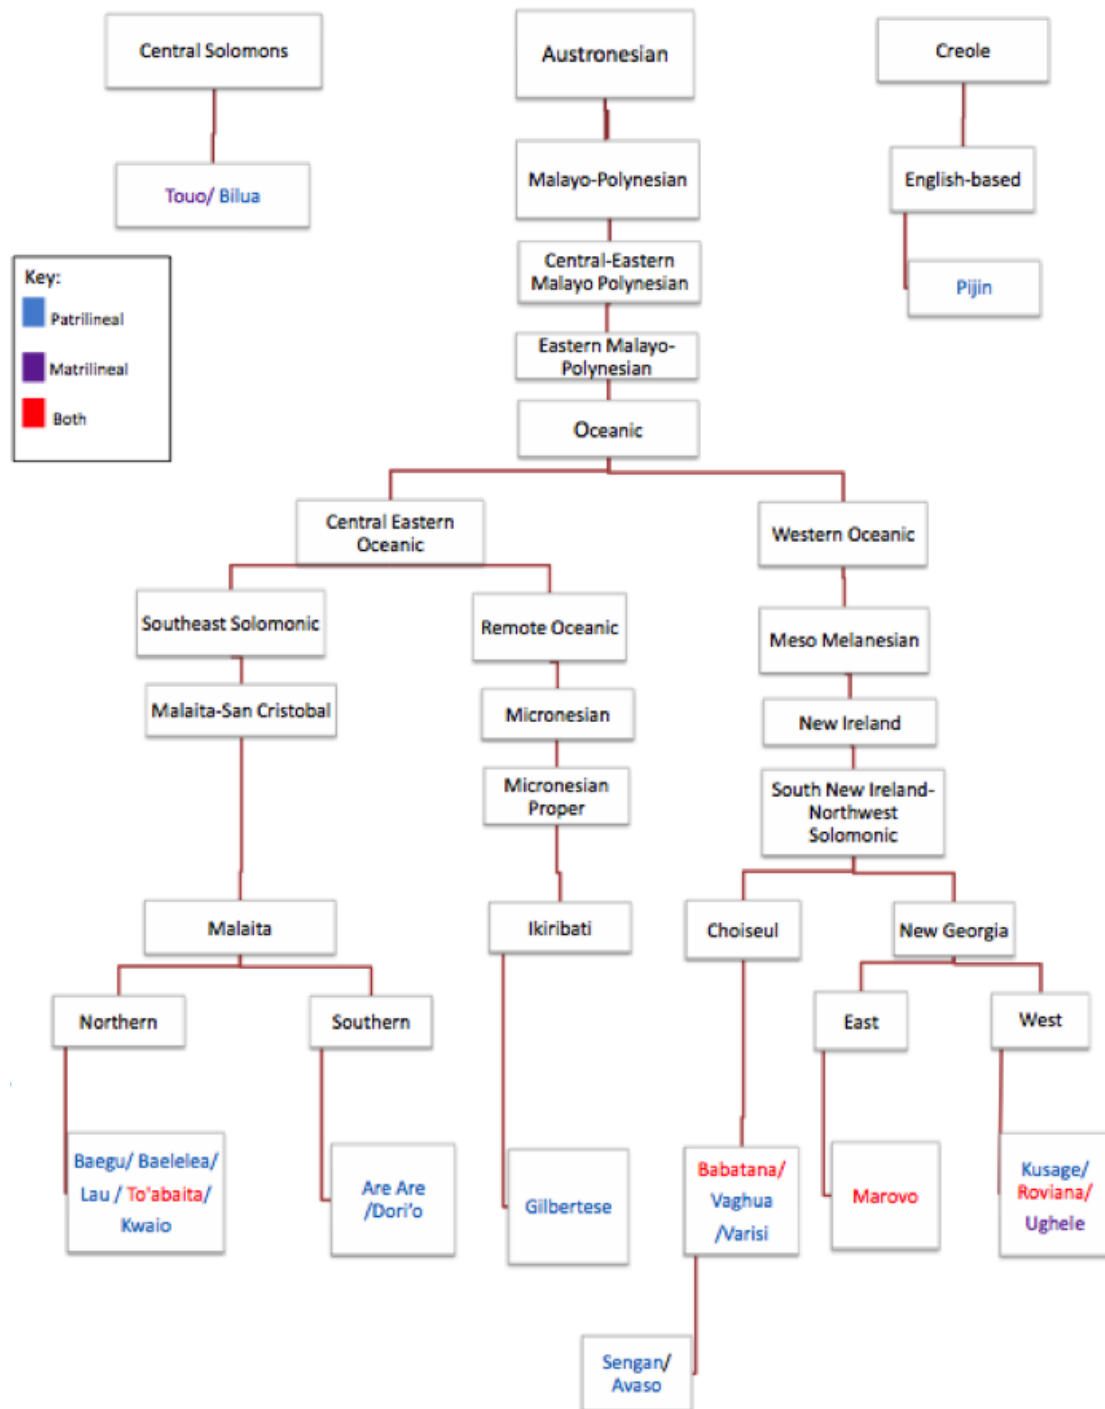 Central Solomons
Austronesian
Creole
Touo/ Bilua
Malayo-Polynesian
English-based
Key:
Patrilineal
Matrilineal
Both
Central-Eastern
Malayo Polynesian
Pijin
Eastern Malayo-
Polynesian
Oceanic
Central Eastern
Oceanic
Western Oceanic
Southeast Solomonic
Remote Oceanic
Meso Melanesian
Malaita-San Cristobal
Micronesian
New Ireland
Micronesian
Proper
South New Ireland-
Northwest
Solomonic
Malaita
Ikiribati
Choiseul
New Georgia
Northern
Southern
East
West
Baegu/ Baelelea/
Lau / To'abaita/
Kwaio
Are Are
/Dori'o
Gilbertese
Babatana/
Vaghua
/Varisi
Marovo
Kusage/
Roviana/
Ughele
Sengan/
Avaso